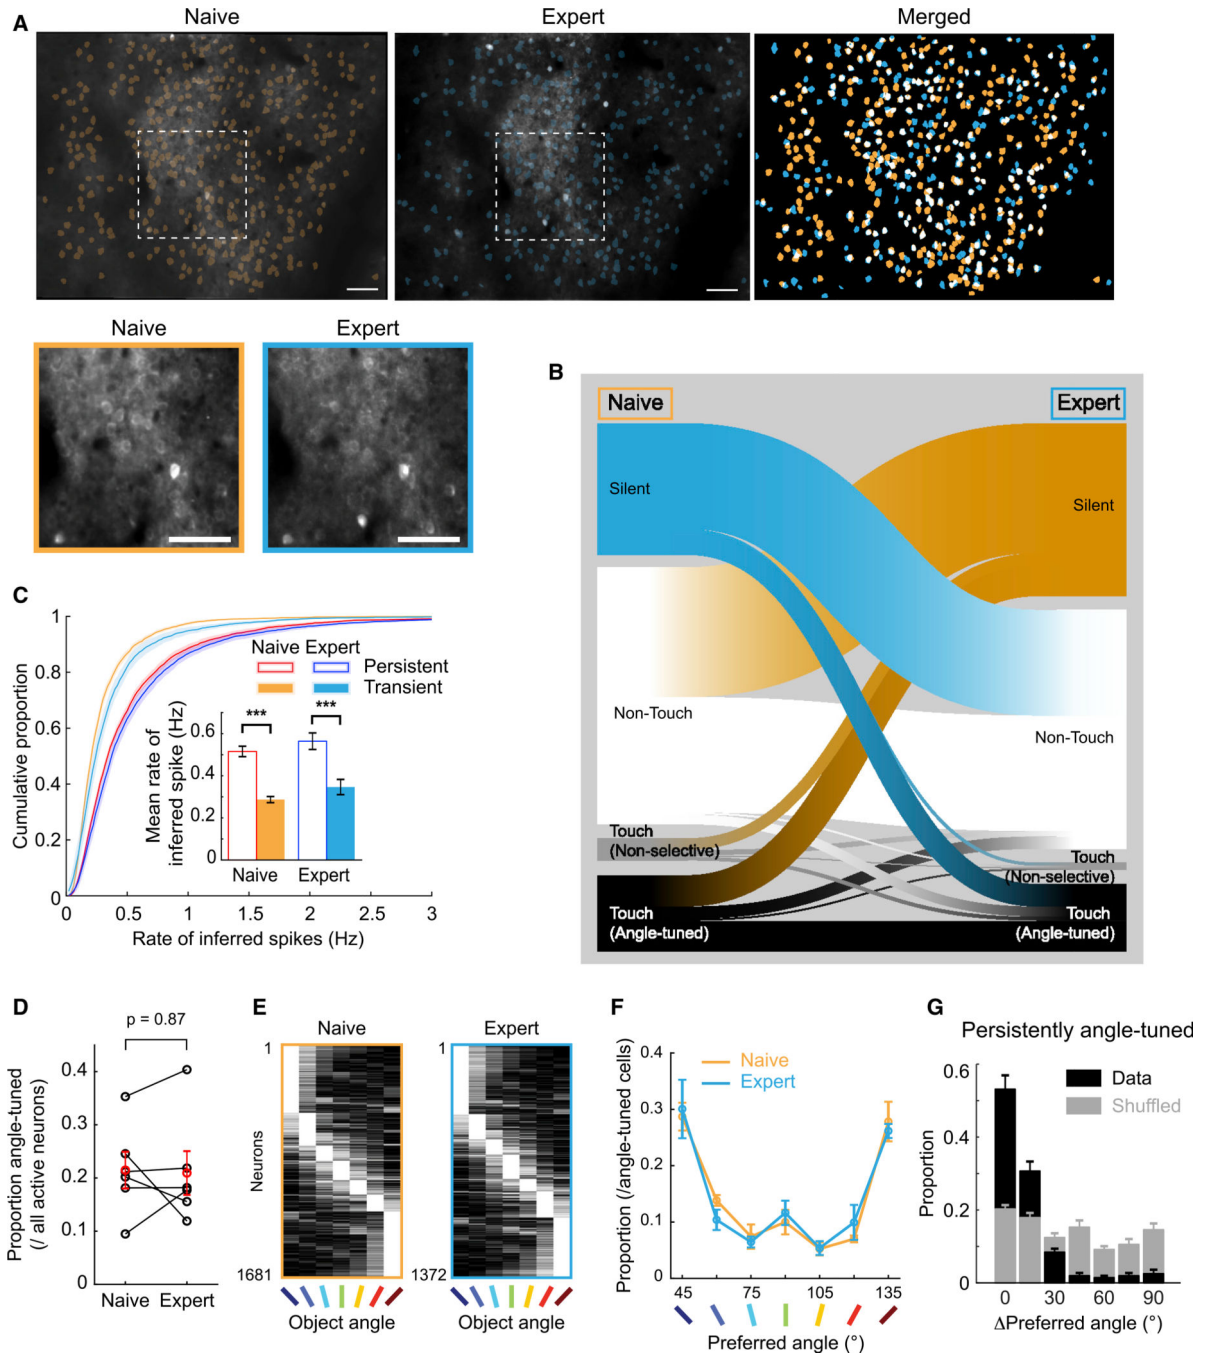 A
Naive
Expert
Merged
Naive
Expert
B
Naive
Expert
Silent
Silent
Non-Touch
Non-Touch
Touch
(Non-selective)
Touch
(Non-selective)
Touch
(Angle-tuned)
Touch
(Angle-tuned)
C
Cumulative proportion
1
0.8
0.6
0.4
0.2
0
0 0.5 1 1.5 2 2.5 3
Rate of inferred spikes (Hz)
Naive Expert
Persistent
Transient
Mean rate of
inferred spike (Hz)
0.6
0.4
0.2
0
*** ***
Naive Expert
D
p = 0.87
Proportion angle-tuned
(/ all active neurons)
0.4
0.3
0.2
0.1
0
Naive Expert
E
Naive
Expert
Neurons
1
1681
1
1372
Object angle
Object angle
F
Proportion (/angle-tuned cells)
0.4
0.3
0.2
0.1
0
Naive
Expert
45 75 105 135
Preferred angle (°)
G
Persistently angle-tuned
Data
Shuffled
Proportion
0.6
0.4
0.2
0
0 30 60 90
ΔPreferred angle (°)